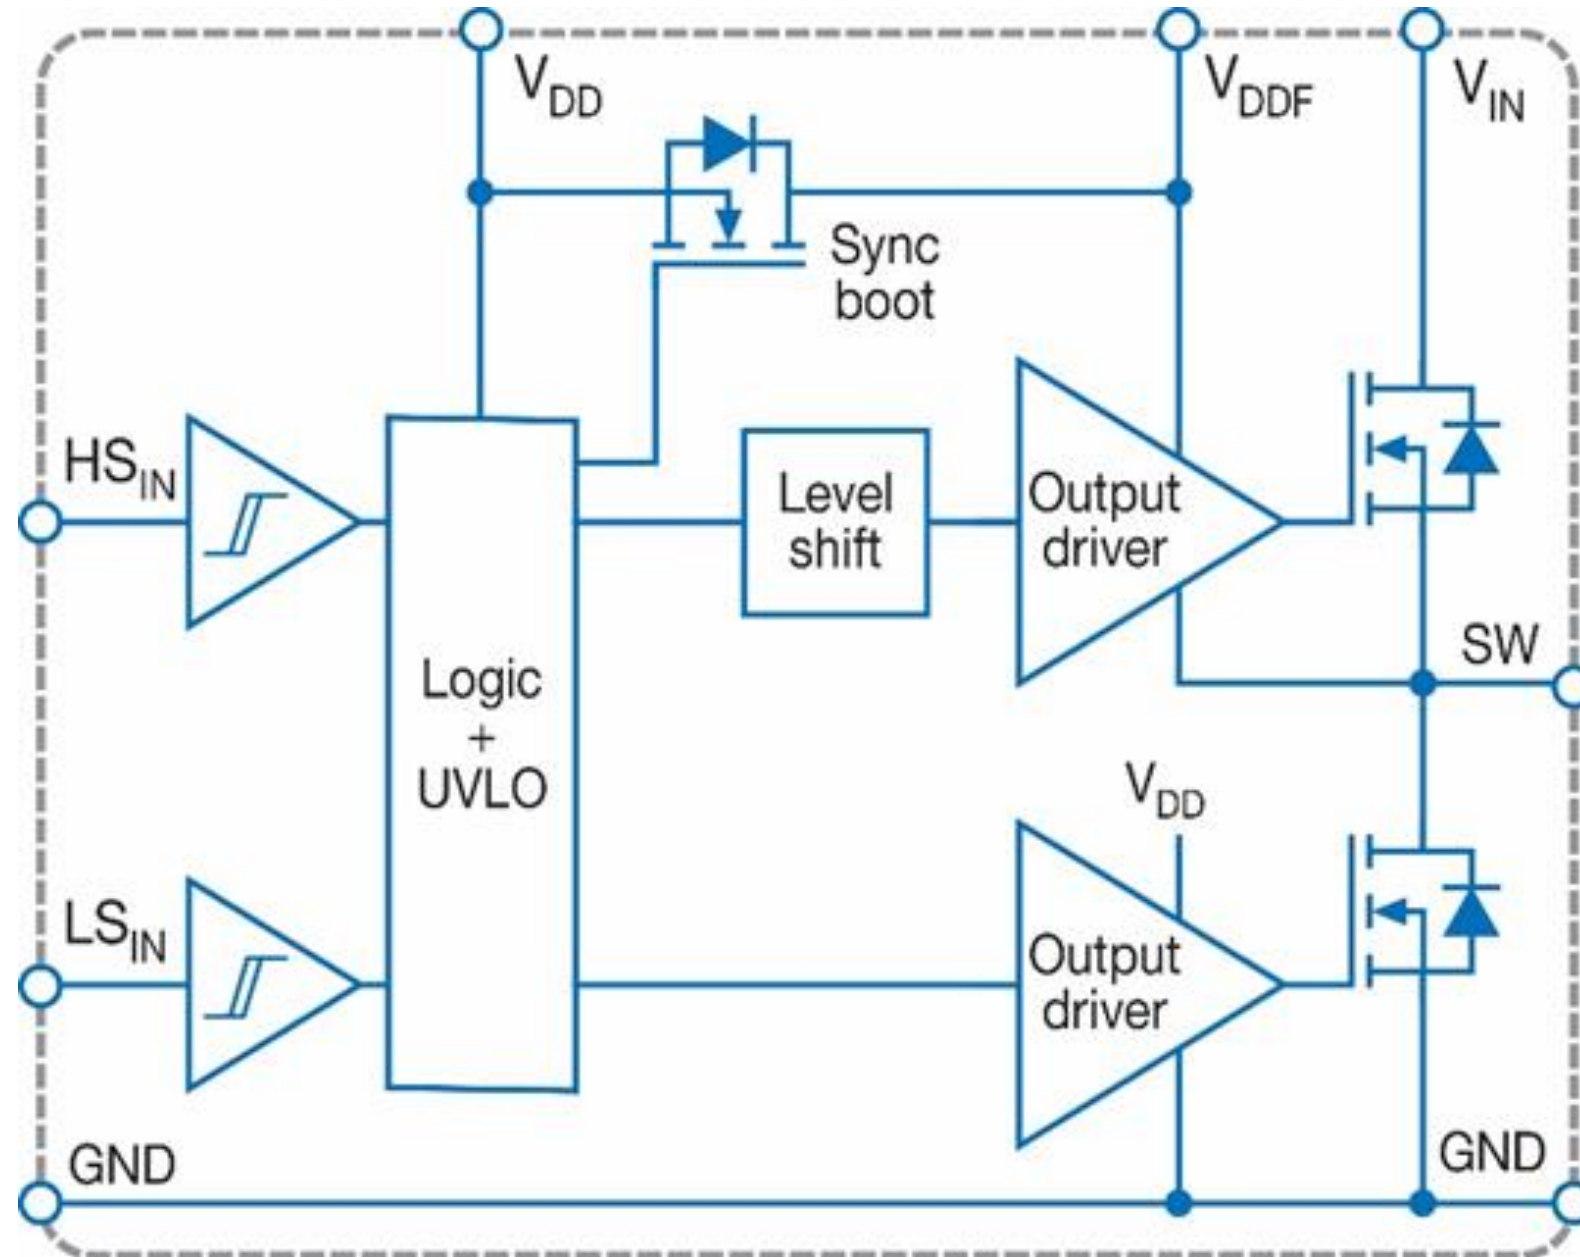 VDD
VDDF
VIN
Sync
boot
HSIN
Level
shift
Output
driver
SW
Logic
+
UVLO
VDD
LSIN
Output
driver
GND
GND